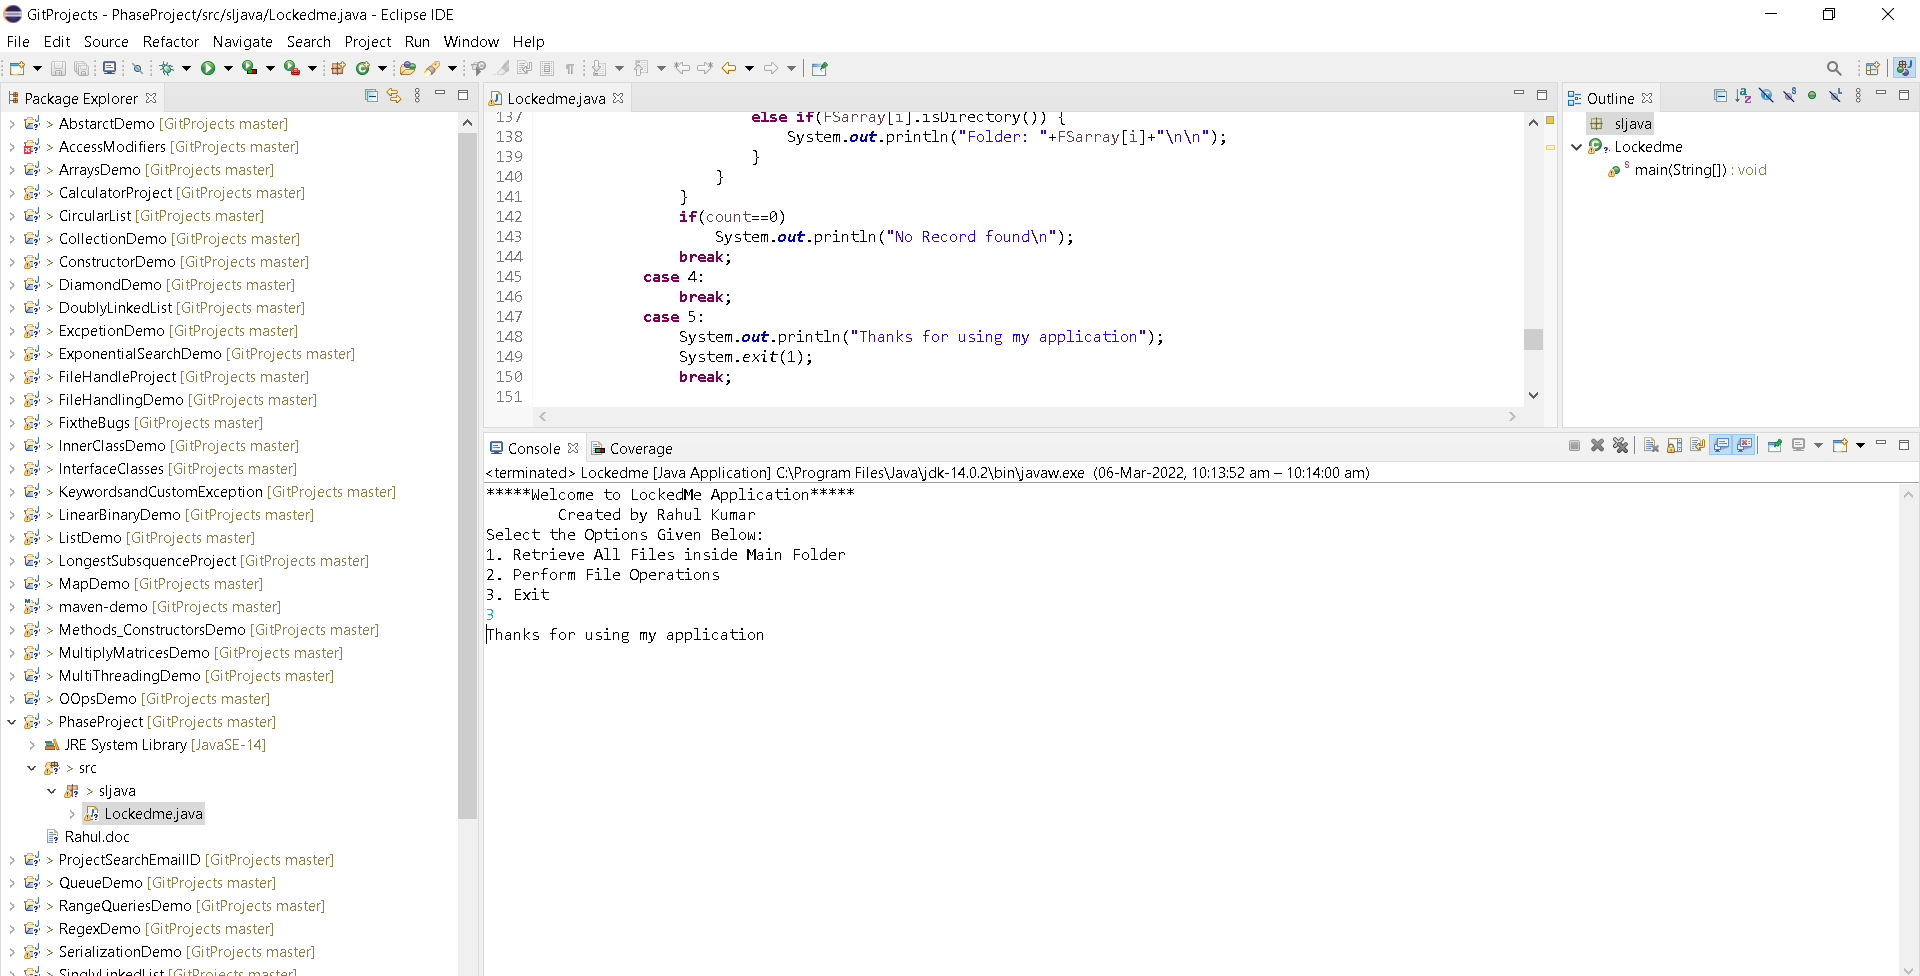 GitProjects - PhaseProject/src/sljava/Lockedme.java - Eclipse IDE
File Edit Source Refactor Navigate Search Project Run Window Help
Package Explorer
> AbstarctDemo [GitProjects master]
> AccessModifiers [GitProjects master]
> ArraysDemo [GitProjects master]
> CalculatorProject [GitProjects master]
> CircularList [GitProjects master]
> CollectionDemo [GitProjects master]
> ConstructorDemo [GitProjects master]
> DiamondDemo [GitProjects master]
> DoublyLinkedList [GitProjects master]
> ExcpetionDemo [GitProjects master]
> ExponentialSearchDemo [GitProjects master]
> FileHandleProject [GitProjects master]
> FileHandlingDemo [GitProjects master]
> FixtheBugs [GitProjects master]
> InnerClassDemo [GitProjects master]
> InterfaceClasses [GitProjects master]
> KeywordsandCustomException [GitProjects master]
> LinearBinaryDemo [GitProjects master]
> ListDemo [GitProjects master]
> LongestSubsquenceProject [GitProjects master]
> MapDemo [GitProjects master]
> maven-demo [GitProjects master]
> Methods_ConstructorsDemo [GitProjects master]
> MultiplyMatricesDemo [GitProjects master]
> MultiThreadingDemo [GitProjects master]
> OOpsDemo [GitProjects master]
> PhaseProject [GitProjects master]
JRE System Library [JavaSE-14]
> src
> sljava
Lockedme.java
Rahul.doc
> ProjectSearchEmailID [GitProjects master]
> QueueDemo [GitProjects master]
> RangeQueriesDemo [GitProjects master]
> RegexDemo [GitProjects master]
> SerializationDemo [GitProjects master]
> SinglyLinkedList [GitProjects master]
Lockedme.java
137 else if(FSarray[i].isDirectory()) {
138 System.out.println("Folder: "+FSarray[i]+"\n\n");
139 }
140 }
141 }
142 if(count==0)
143 System.out.println("No Record found\n");
144 break;
145 case 4:
146 break;
147 case 5:
148 System.out.println("Thanks for using my application");
149 System.exit(1);
150 break;
151
Outline
sljava
Lockedme
main(String[]) : void
Console Coverage
<terminated> Lockedme [Java Application] C:\Program Files\Java\jdk-14.0.2\bin\javaw.exe (06-Mar-2022, 10:13:52 am – 10:14:00 am)
*****Welcome to LockedMe Application*****
Created by Rahul Kumar
Select the Options Given Below:
1. Retrieve All Files inside Main Folder
2. Perform File Operations
3. Exit
3
Thanks for using my application